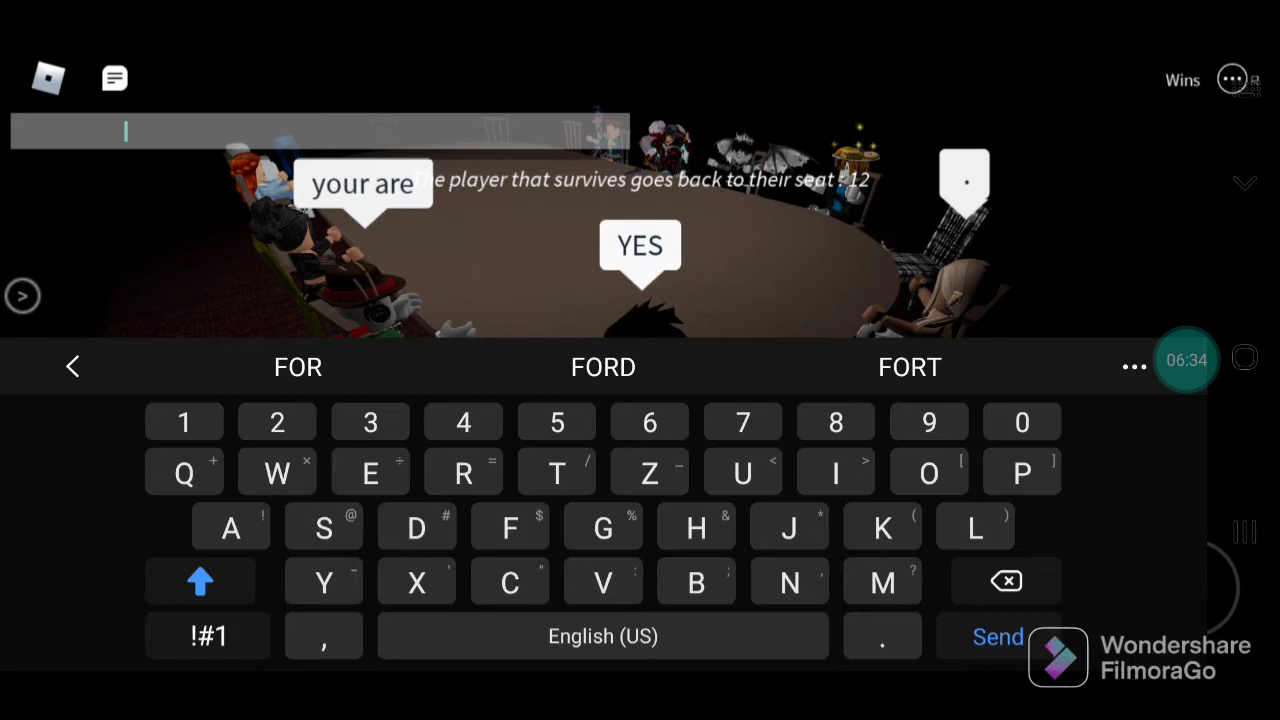 Wins
your are
The player that survives goes back to their seat : 12
.
YES
>
FOR FORD FORT ...
06:34
1 2 3 4 5 6 7 8 9 0
Q + W × E ÷ R = T / Z _ U < I > O [ P ]
A ! S @ D # F $ G % H & J * K ( L )
Y - X ' C " V : B ; N , M ?
!#1 , English (US) . Send
Wondershare
FilmoraGo